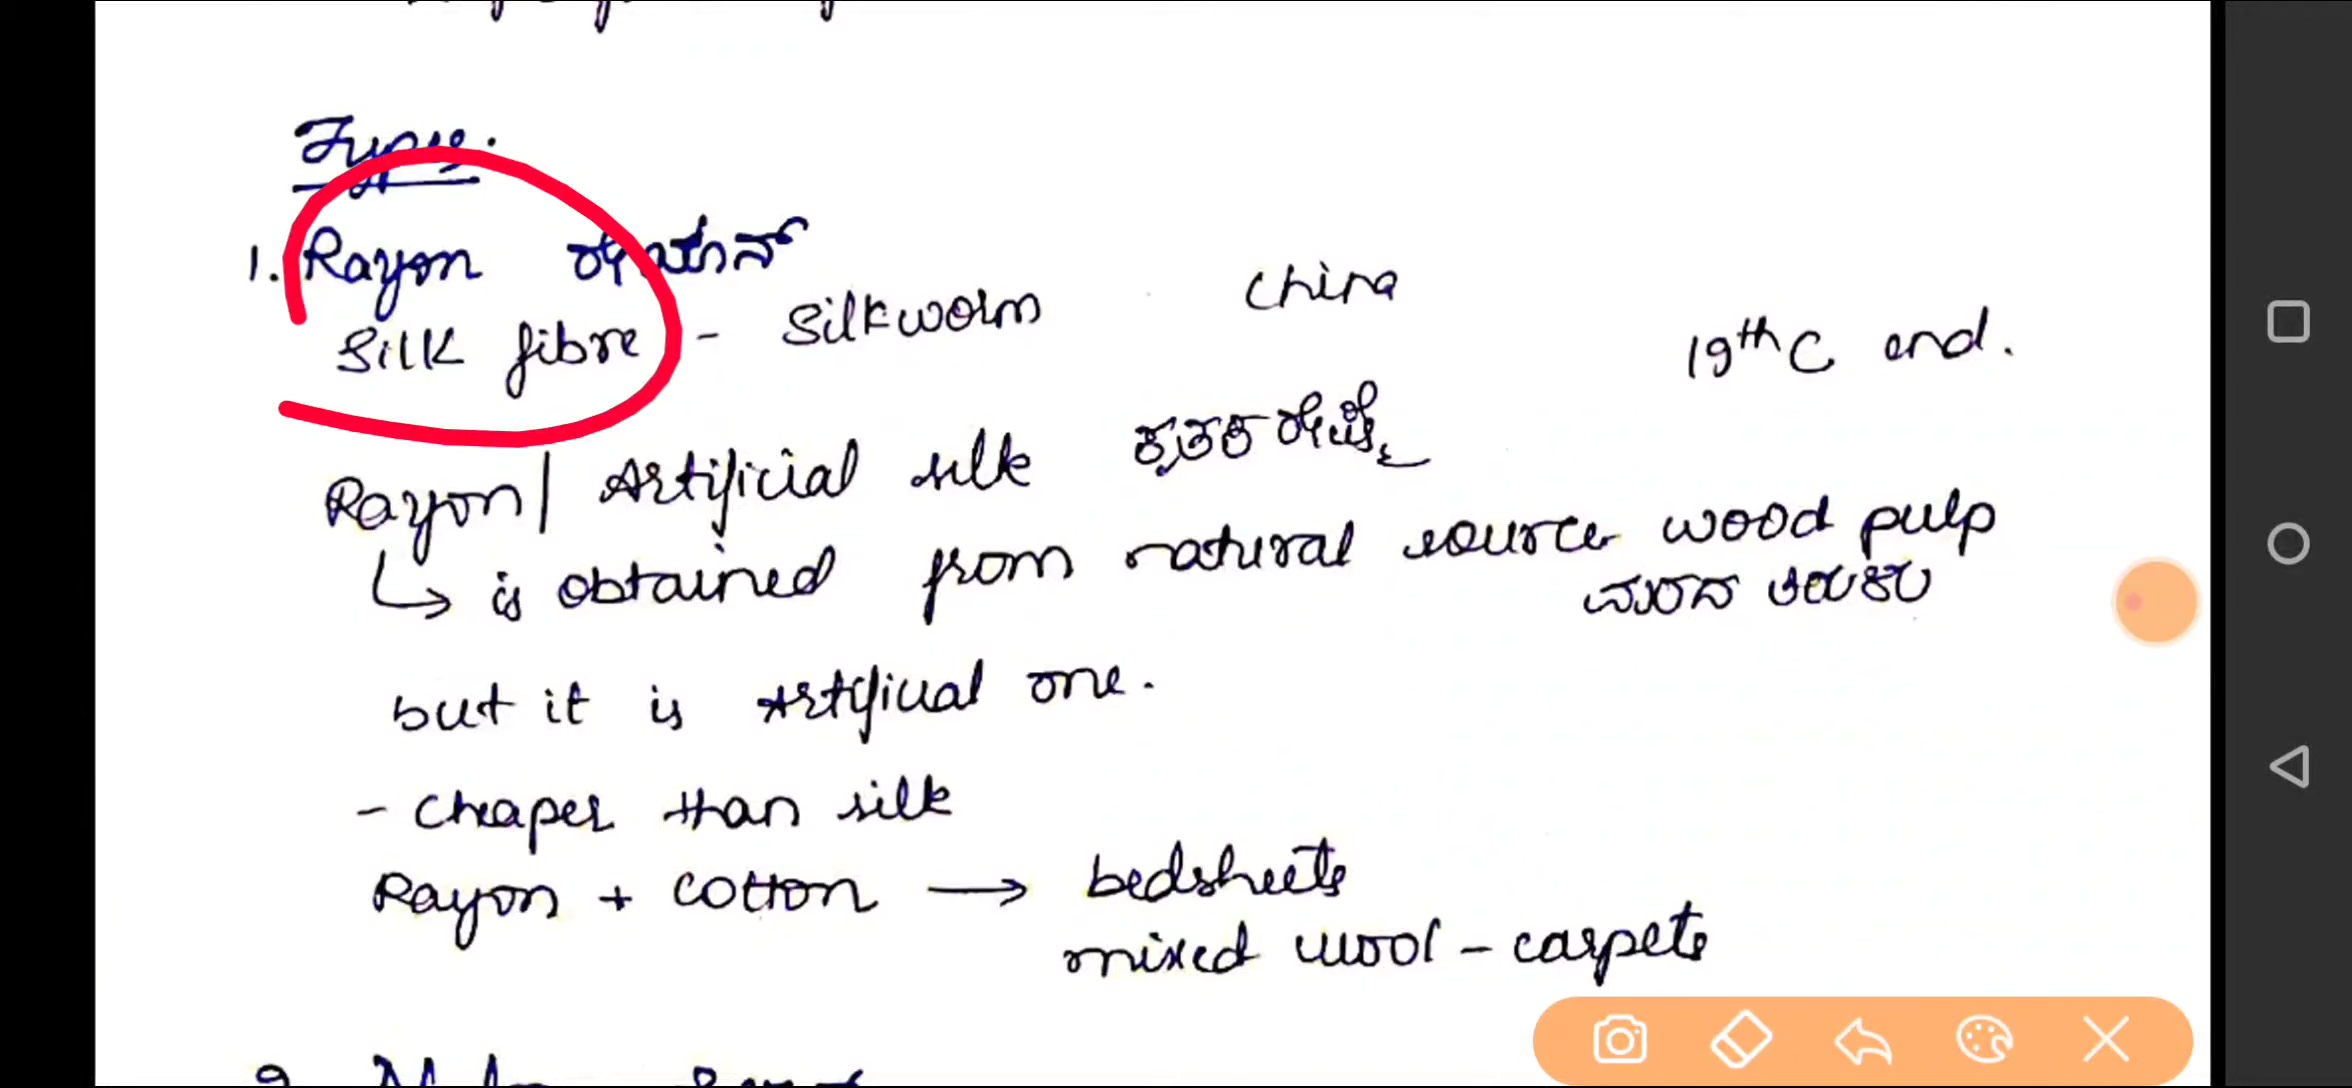 Types.
1. Rayon ರೇಯಾನ್
Silk fibre - Silkworm China
19th C end.
Rayon / Artificial silk ಕೃತಕ ರೇಷ್ಮೆ
↳ is obtained from natural source wood pulp
ಮರದ ತಿರುಳು
but it is Artificial one.
- Cheaper than silk
Rayon + cotton → bedsheets
mixed wool - carpets